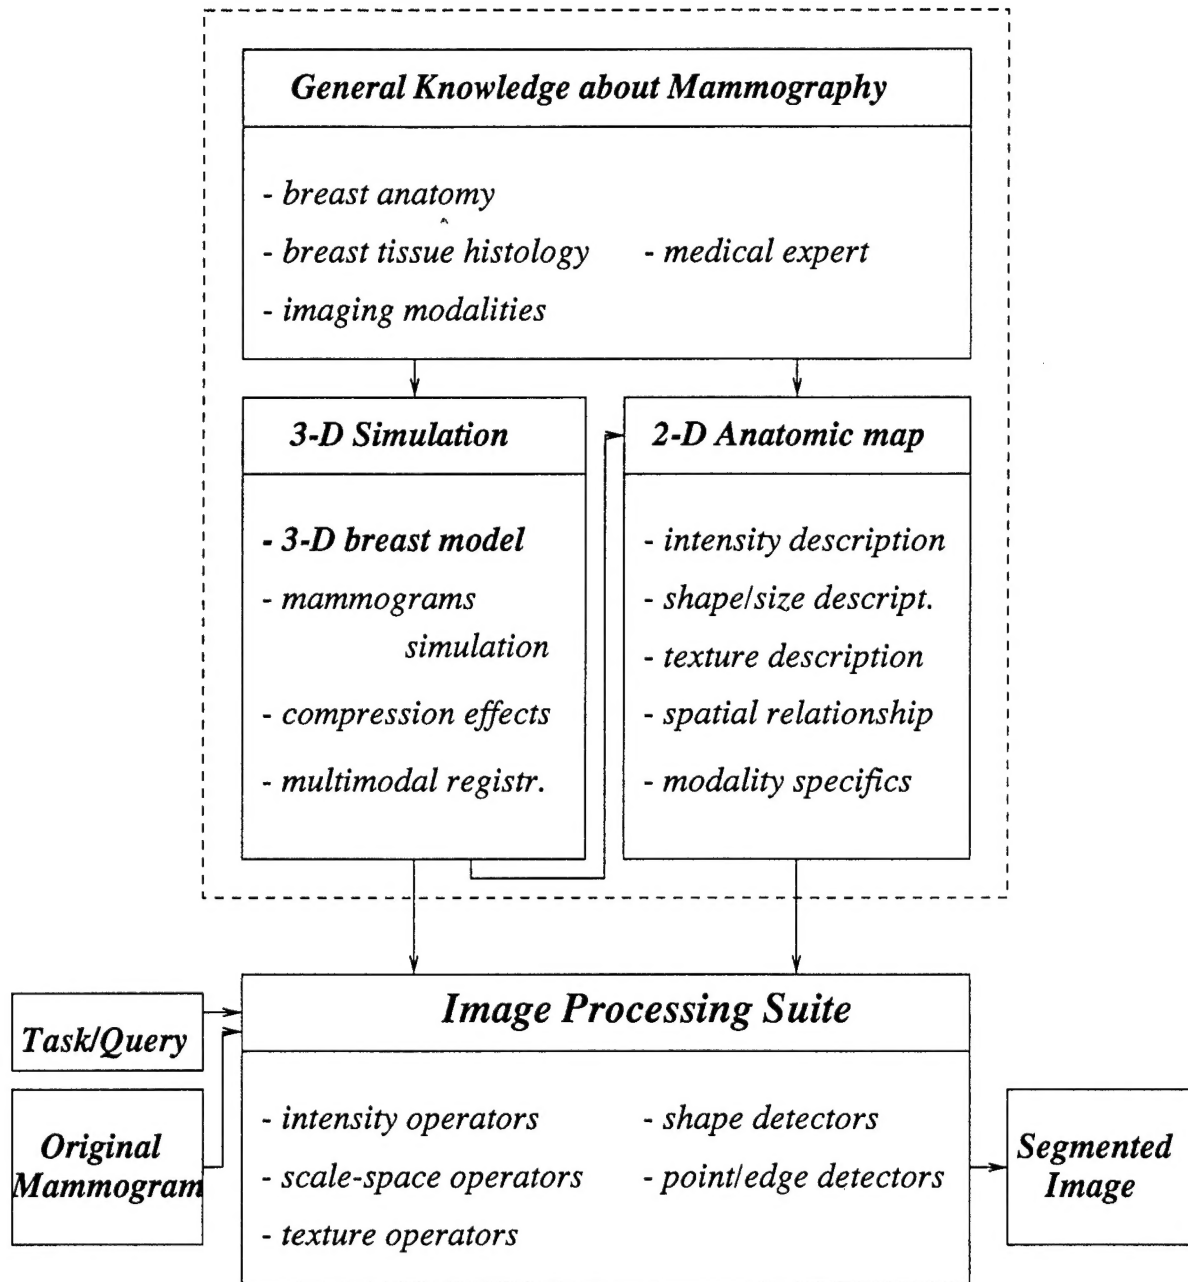 General Knowledge about Mammography
- breast anatomy
- breast tissue histology
- medical expert
- imaging modalities
3-D Simulation
- 3-D breast model
- mammograms
simulation
- compression effects
- multimodal registr.
2-D Anatomic map
- intensity description
- shape/size descript.
- texture description
- spatial relationship
- modality specifics
Task/Query
Original
Mammogram
Image Processing Suite
- intensity operators
- scale-space operators
- texture operators
- shape detectors
- point/edge detectors
Segmented
Image